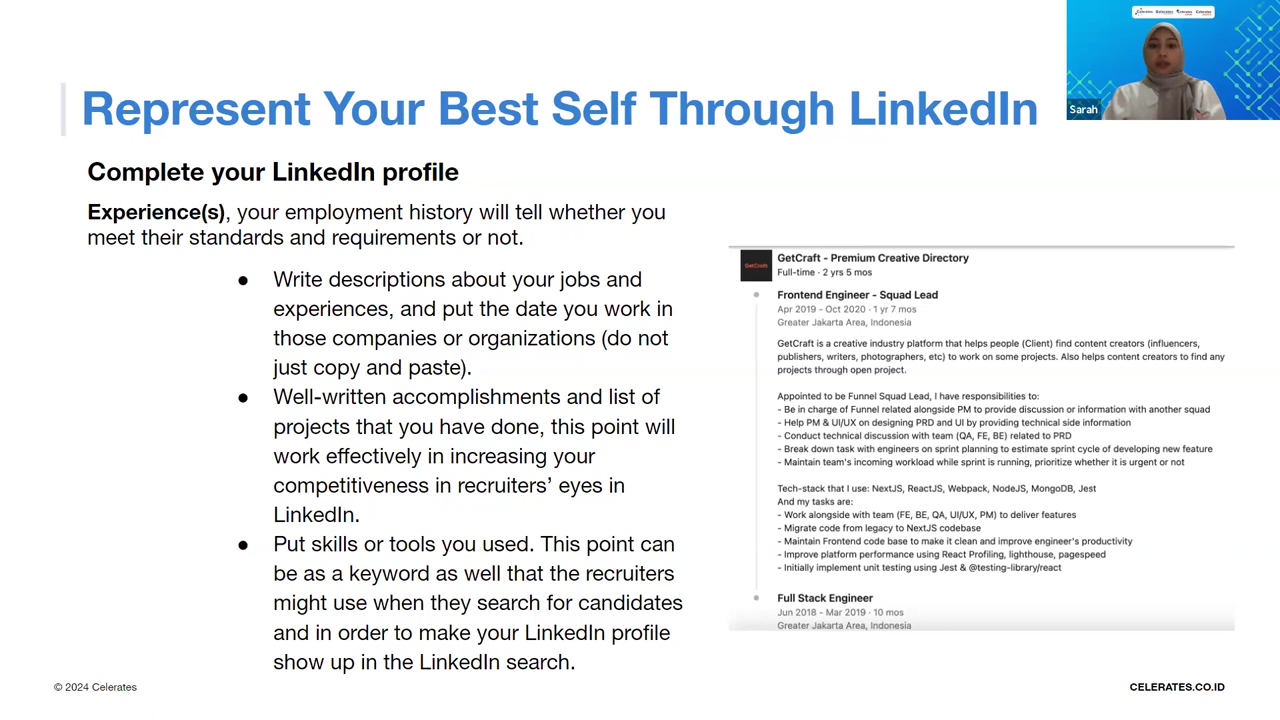 Represent Your Best Self Through LinkedIn
Sarah
Complete your LinkedIn profile
Experience(s), your employment history will tell whether you
meet their standards and requirements or not.
● Write descriptions about your jobs and
experiences, and put the date you work in
those companies or organizations (do not
just copy and paste).
● Well-written accomplishments and list of
projects that you have done, this point will
work effectively in increasing your
competitiveness in recruiters’ eyes in
LinkedIn.
● Put skills or tools you used. This point can
be as a keyword as well that the recruiters
might use when they search for candidates
and in order to make your LinkedIn profile
show up in the LinkedIn search.
GetCraft
GetCraft - Premium Creative Directory
Full-time · 2 yrs 5 mos
Frontend Engineer - Squad Lead
Apr 2019 - Oct 2020 · 1 yr 7 mos
Greater Jakarta Area, Indonesia
GetCraft is a creative industry platform that helps people (Client) find content creators (influencers,
publishers, writers, photographers, etc) to work on some projects. Also helps content creators to find any
projects through open project.
Appointed to be Funnel Squad Lead, I have responsibilities to:
- Be in charge of Funnel related alongside PM to provide discussion or information with another squad
- Help PM & UI/UX on designing PRD and UI by providing technical side information
- Conduct technical discussion with team (QA, FE, BE) related to PRD
- Break down task with engineers on sprint planning to estimate sprint cycle of developing new feature
- Maintain team's incoming workload while sprint is running, prioritize whether it is urgent or not
Tech-stack that I use: NextJS, ReactJS, Webpack, NodeJS, MongoDB, Jest
And my tasks are:
- Work alongside with team (FE, BE, QA, UI/UX, PM) to deliver features
- Migrate code from legacy to NextJS codebase
- Maintain Frontend code base to make it clean and improve engineer's productivity
- Improve platform performance using React Profiling, lighthouse, pagespeed
- Initially implement unit testing using Jest & @testing-library/react
Full Stack Engineer
Jun 2018 - Mar 2019 · 10 mos
Greater Jakarta Area, Indonesia
© 2024 Celerates
CELERATES.CO.ID